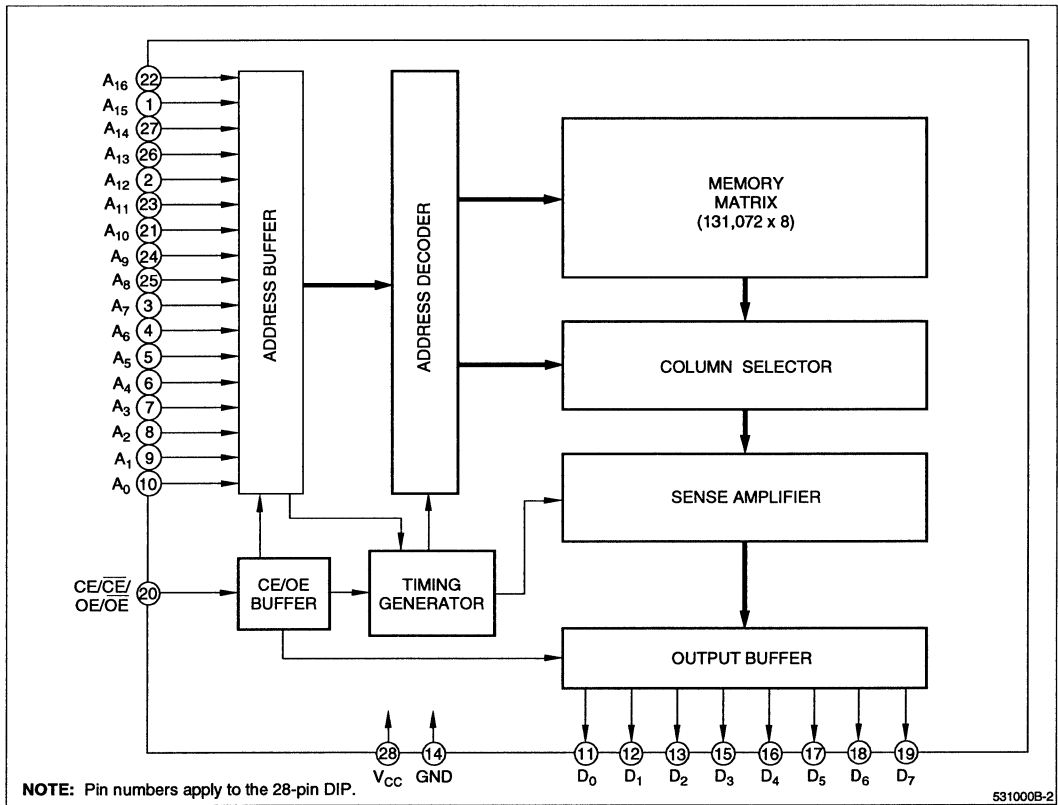 A16 22
A15 1
A14 27
A13 26
A12 2
A11 23
A10 21
A9 24
A8 25
A7 3
A6 4
A5 5
A4 6
A3 7
A2 8
A1 9
A0 10
CE/C̅E̅/
OE/O̅E̅
20
ADDRESS BUFFER
ADDRESS DECODER
MEMORY
MATRIX
(131,072 x 8)
COLUMN SELECTOR
SENSE AMPLIFIER
CE/OE
BUFFER
TIMING
GENERATOR
OUTPUT BUFFER
28 14 11 12 13 15 16 17 18 19
VCC GND D0 D1 D2 D3 D4 D5 D6 D7
NOTE: Pin numbers apply to the 28-pin DIP.
531000B-2